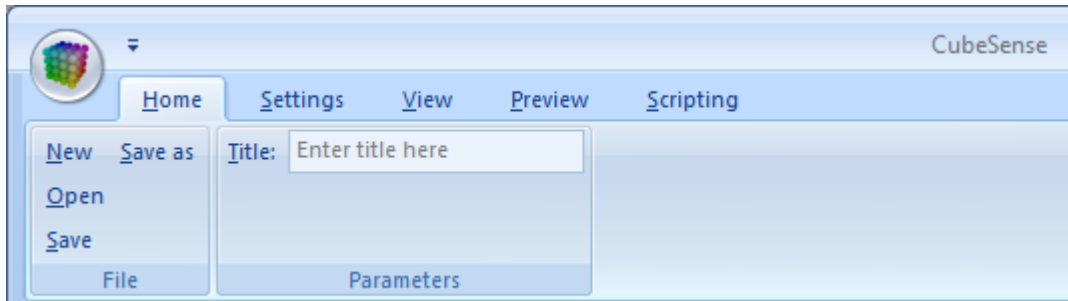 CubeSense
Home Settings View Preview Scripting
New Save as Title: Enter title here
Open
Save
File Parameters